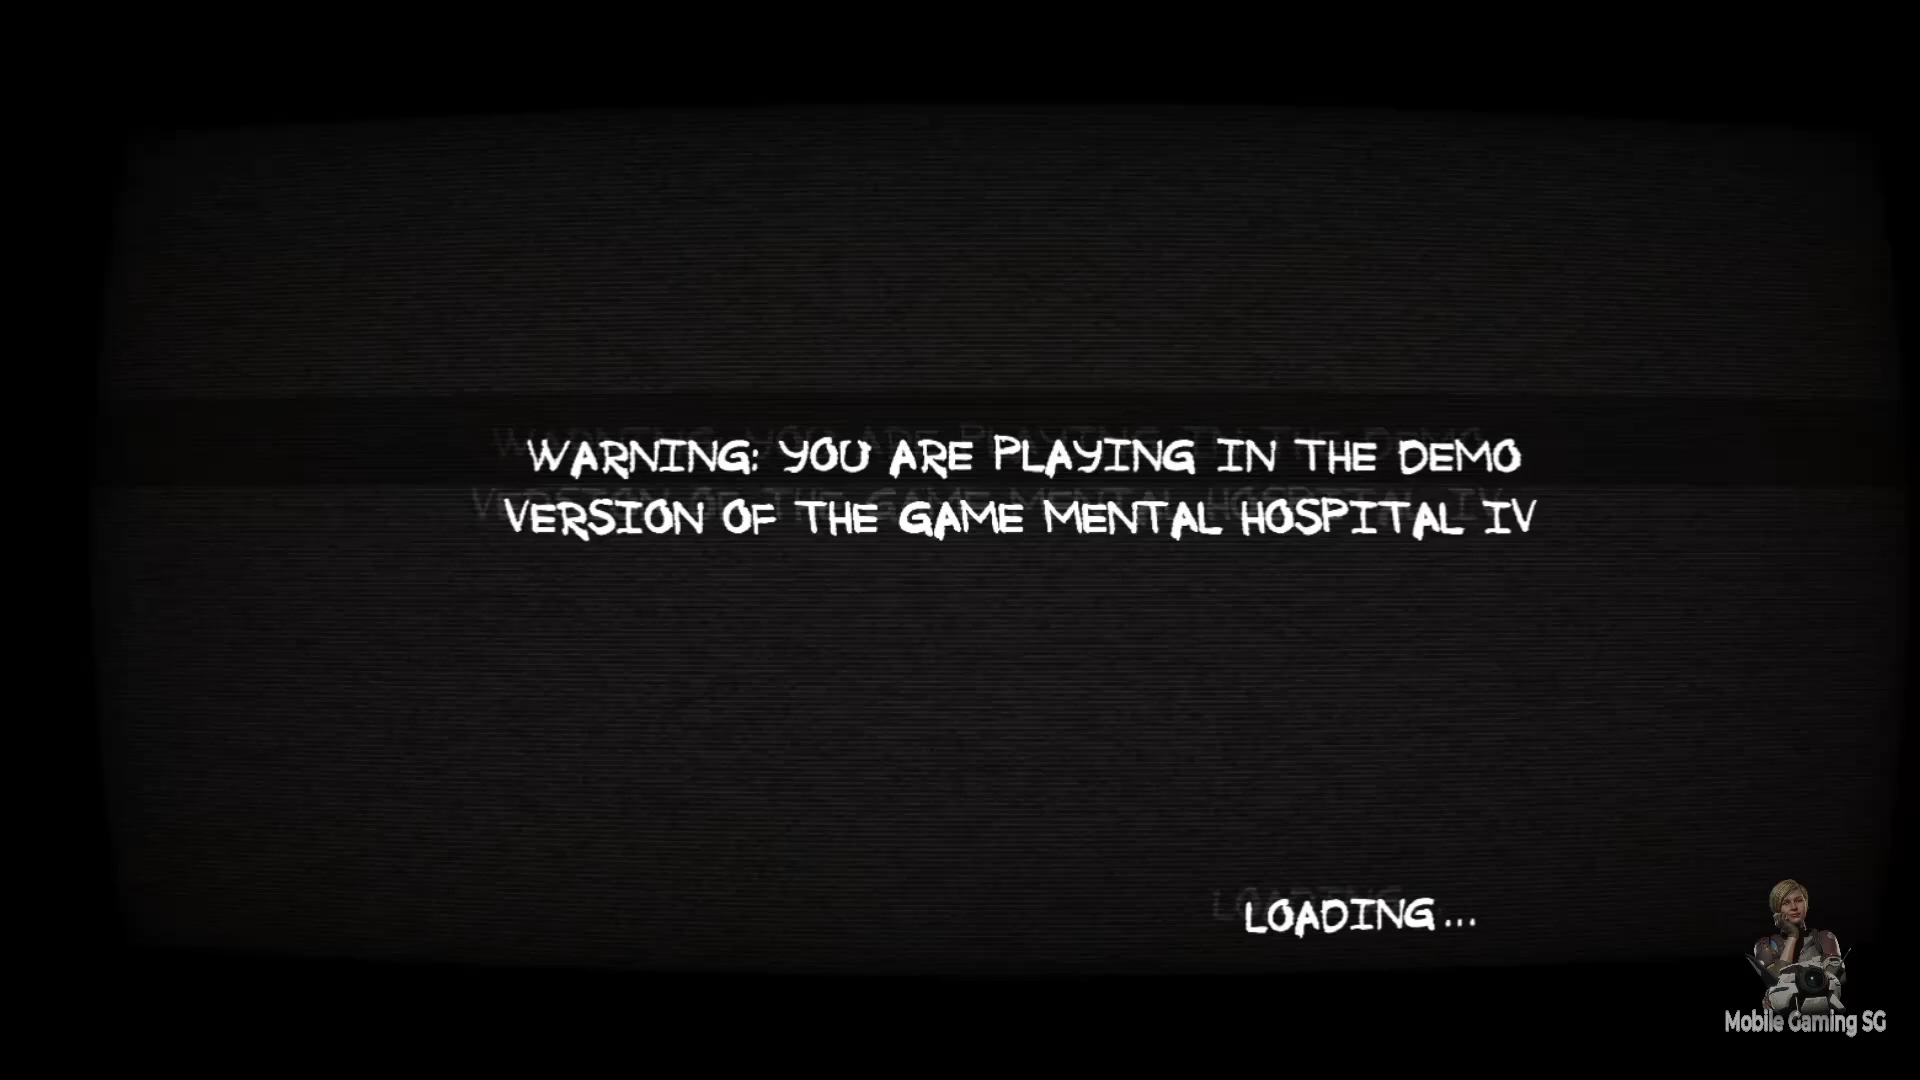 WARNING: YOU ARE PLAYING IN THE DEMO
VERSION OF THE GAME MENTAL HOSPITAL IV
LOADING...
Mobile Gaming SG